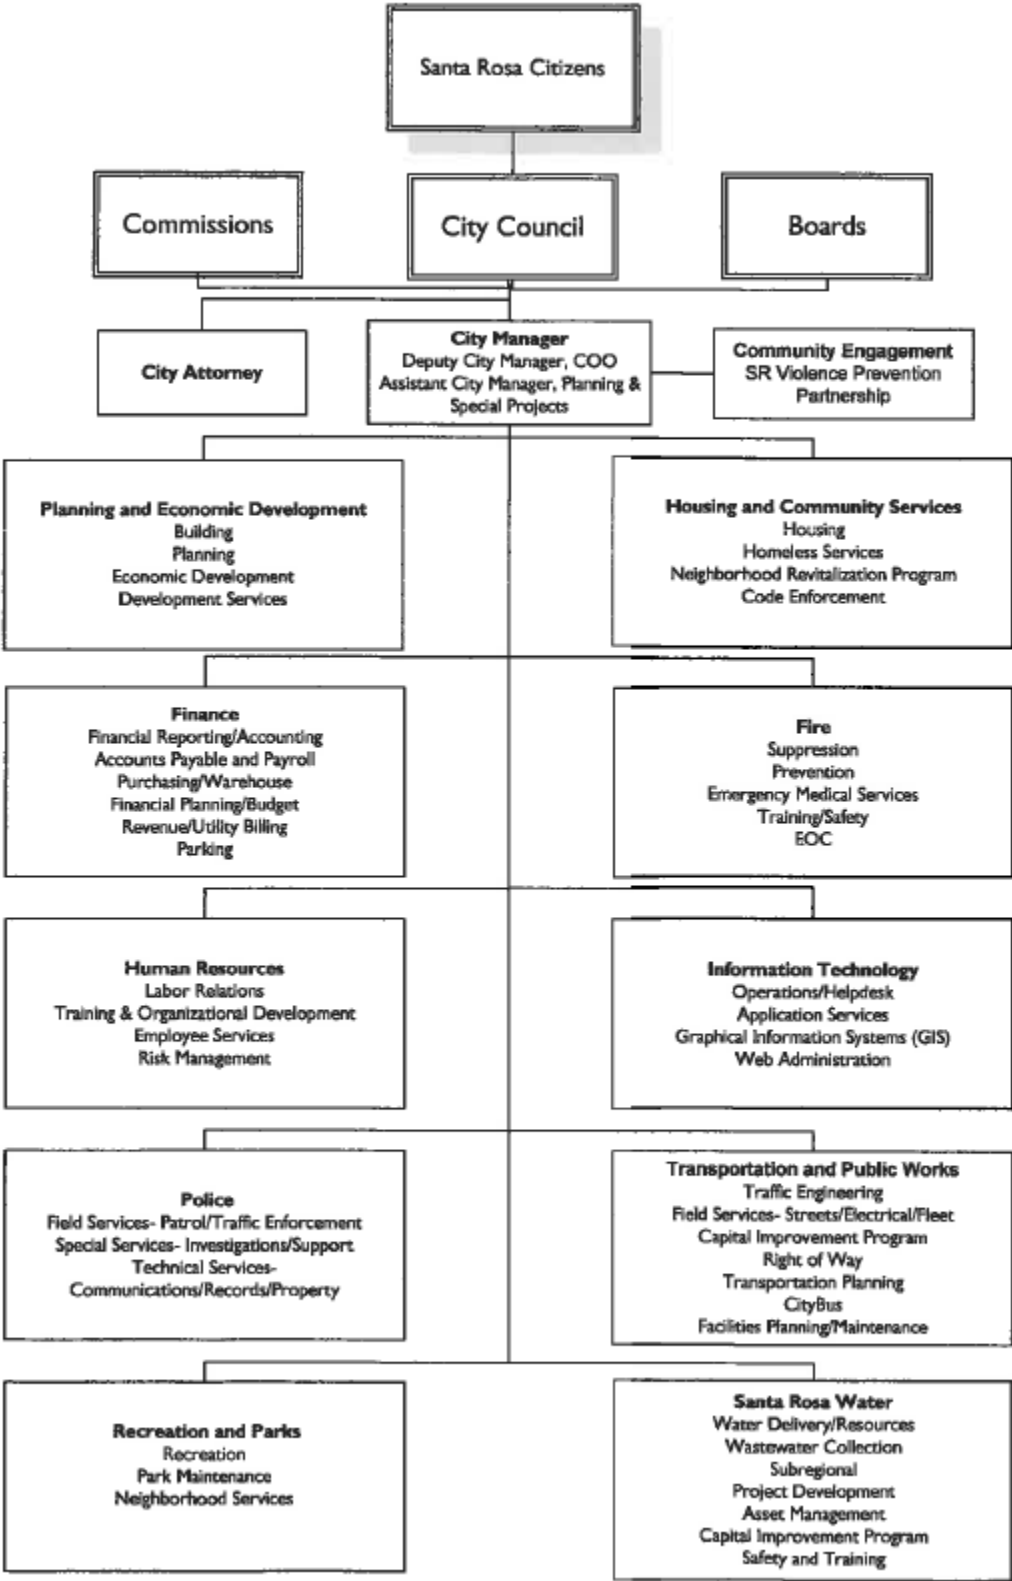 Santa Rosa Citizens
Commissions
City Council
Boards
City Attorney
City Manager
Deputy City Manager, COO
Assistant City Manager, Planning &
Special Projects
Community Engagement
SR Violence Prevention
Partnership
Planning and Economic Development
Building
Planning
Economic Development
Development Services
Housing and Community Services
Housing
Homeless Services
Neighborhood Revitalization Program
Code Enforcement
Finance
Financial Reporting/Accounting
Accounts Payable and Payroll
Purchasing/Warehouse
Financial Planning/Budget
Revenue/Utility Billing
Parking
Fire
Suppression
Prevention
Emergency Medical Services
Training/Safety
EOC
Human Resources
Labor Relations
Training & Organizational Development
Employee Services
Risk Management
Information Technology
Operations/Helpdesk
Application Services
Graphical Information Systems (GIS)
Web Administration
Police
Field Services- Patrol/Traffic Enforcement
Special Services- Investigations/Support
Technical Services-
Communications/Records/Property
Transportation and Public Works
Traffic Engineering
Field Services- Streets/Electrical/Fleet
Capital Improvement Program
Right of Way
Transportation Planning
CityBus
Facilities Planning/Maintenance
Recreation and Parks
Recreation
Park Maintenance
Neighborhood Services
Santa Rosa Water
Water Delivery/Resources
Wastewater Collection
Subregional
Project Development
Asset Management
Capital Improvement Program
Safety and Training